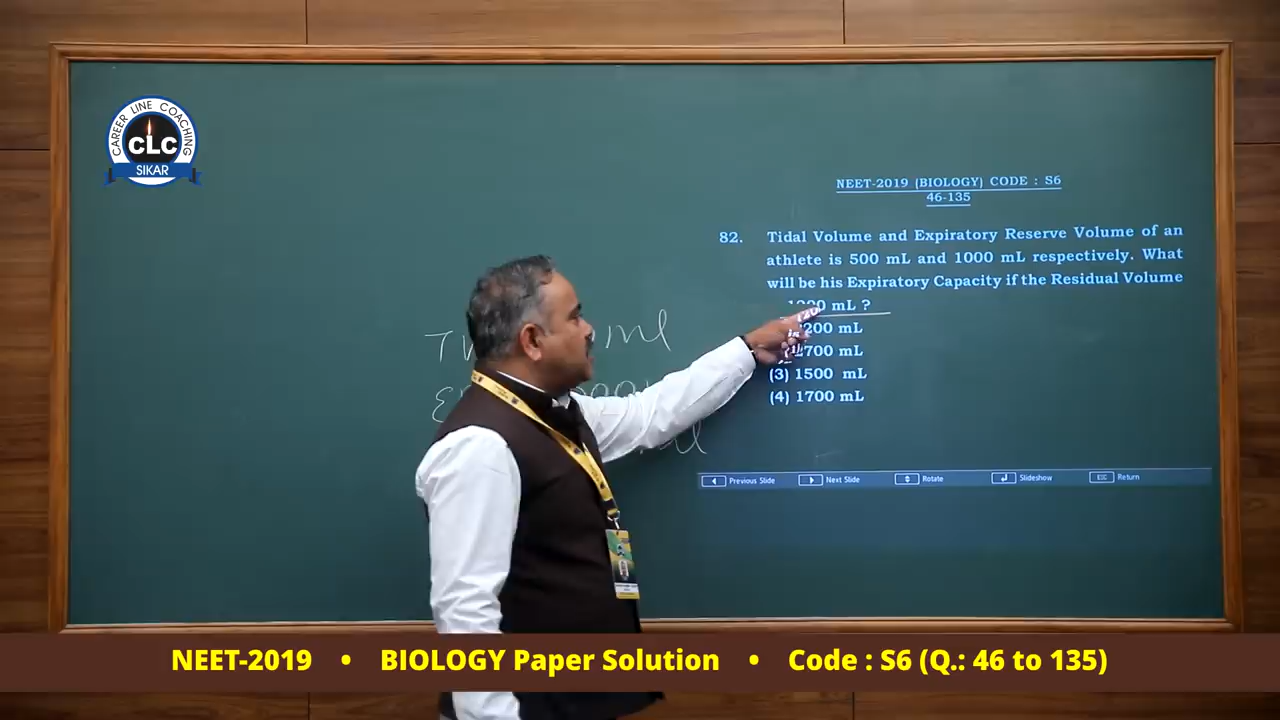 CAREER LINE COACHING
CLC
SIKAR
NEET-2019 (BIOLOGY) CODE : S6
46-135
82. Tidal Volume and Expiratory Reserve Volume of an
athlete is 500 mL and 1000 mL respectively. What
will be his Expiratory Capacity if the Residual Volume
mL ?
200 mL
700 mL
(3) 1500 mL
(4) 1700 mL
ml
Previous Slide Next Slide Rotate Slideshow ESC Return
NEET-2019 • BIOLOGY Paper Solution • Code : S6 (Q.: 46 to 135)